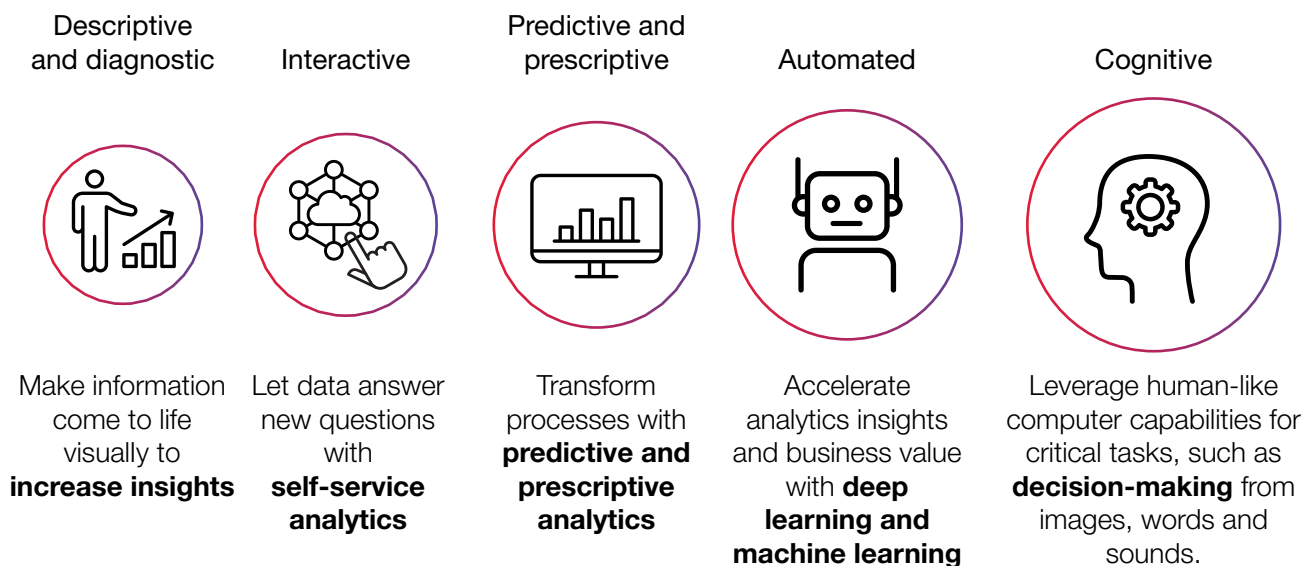 Descriptive
and diagnostic
Interactive
Predictive and
prescriptive
Automated
Cognitive
Make information
come to life
visually to
increase insights
Let data answer
new questions
with
self-service
analytics
Transform
processes with
predictive and
prescriptive
analytics
Accelerate
analytics insights
and business value
with deep
learning and
machine learning
Leverage human-like
computer capabilities for
critical tasks, such as
decision-making from
images, words and
sounds.